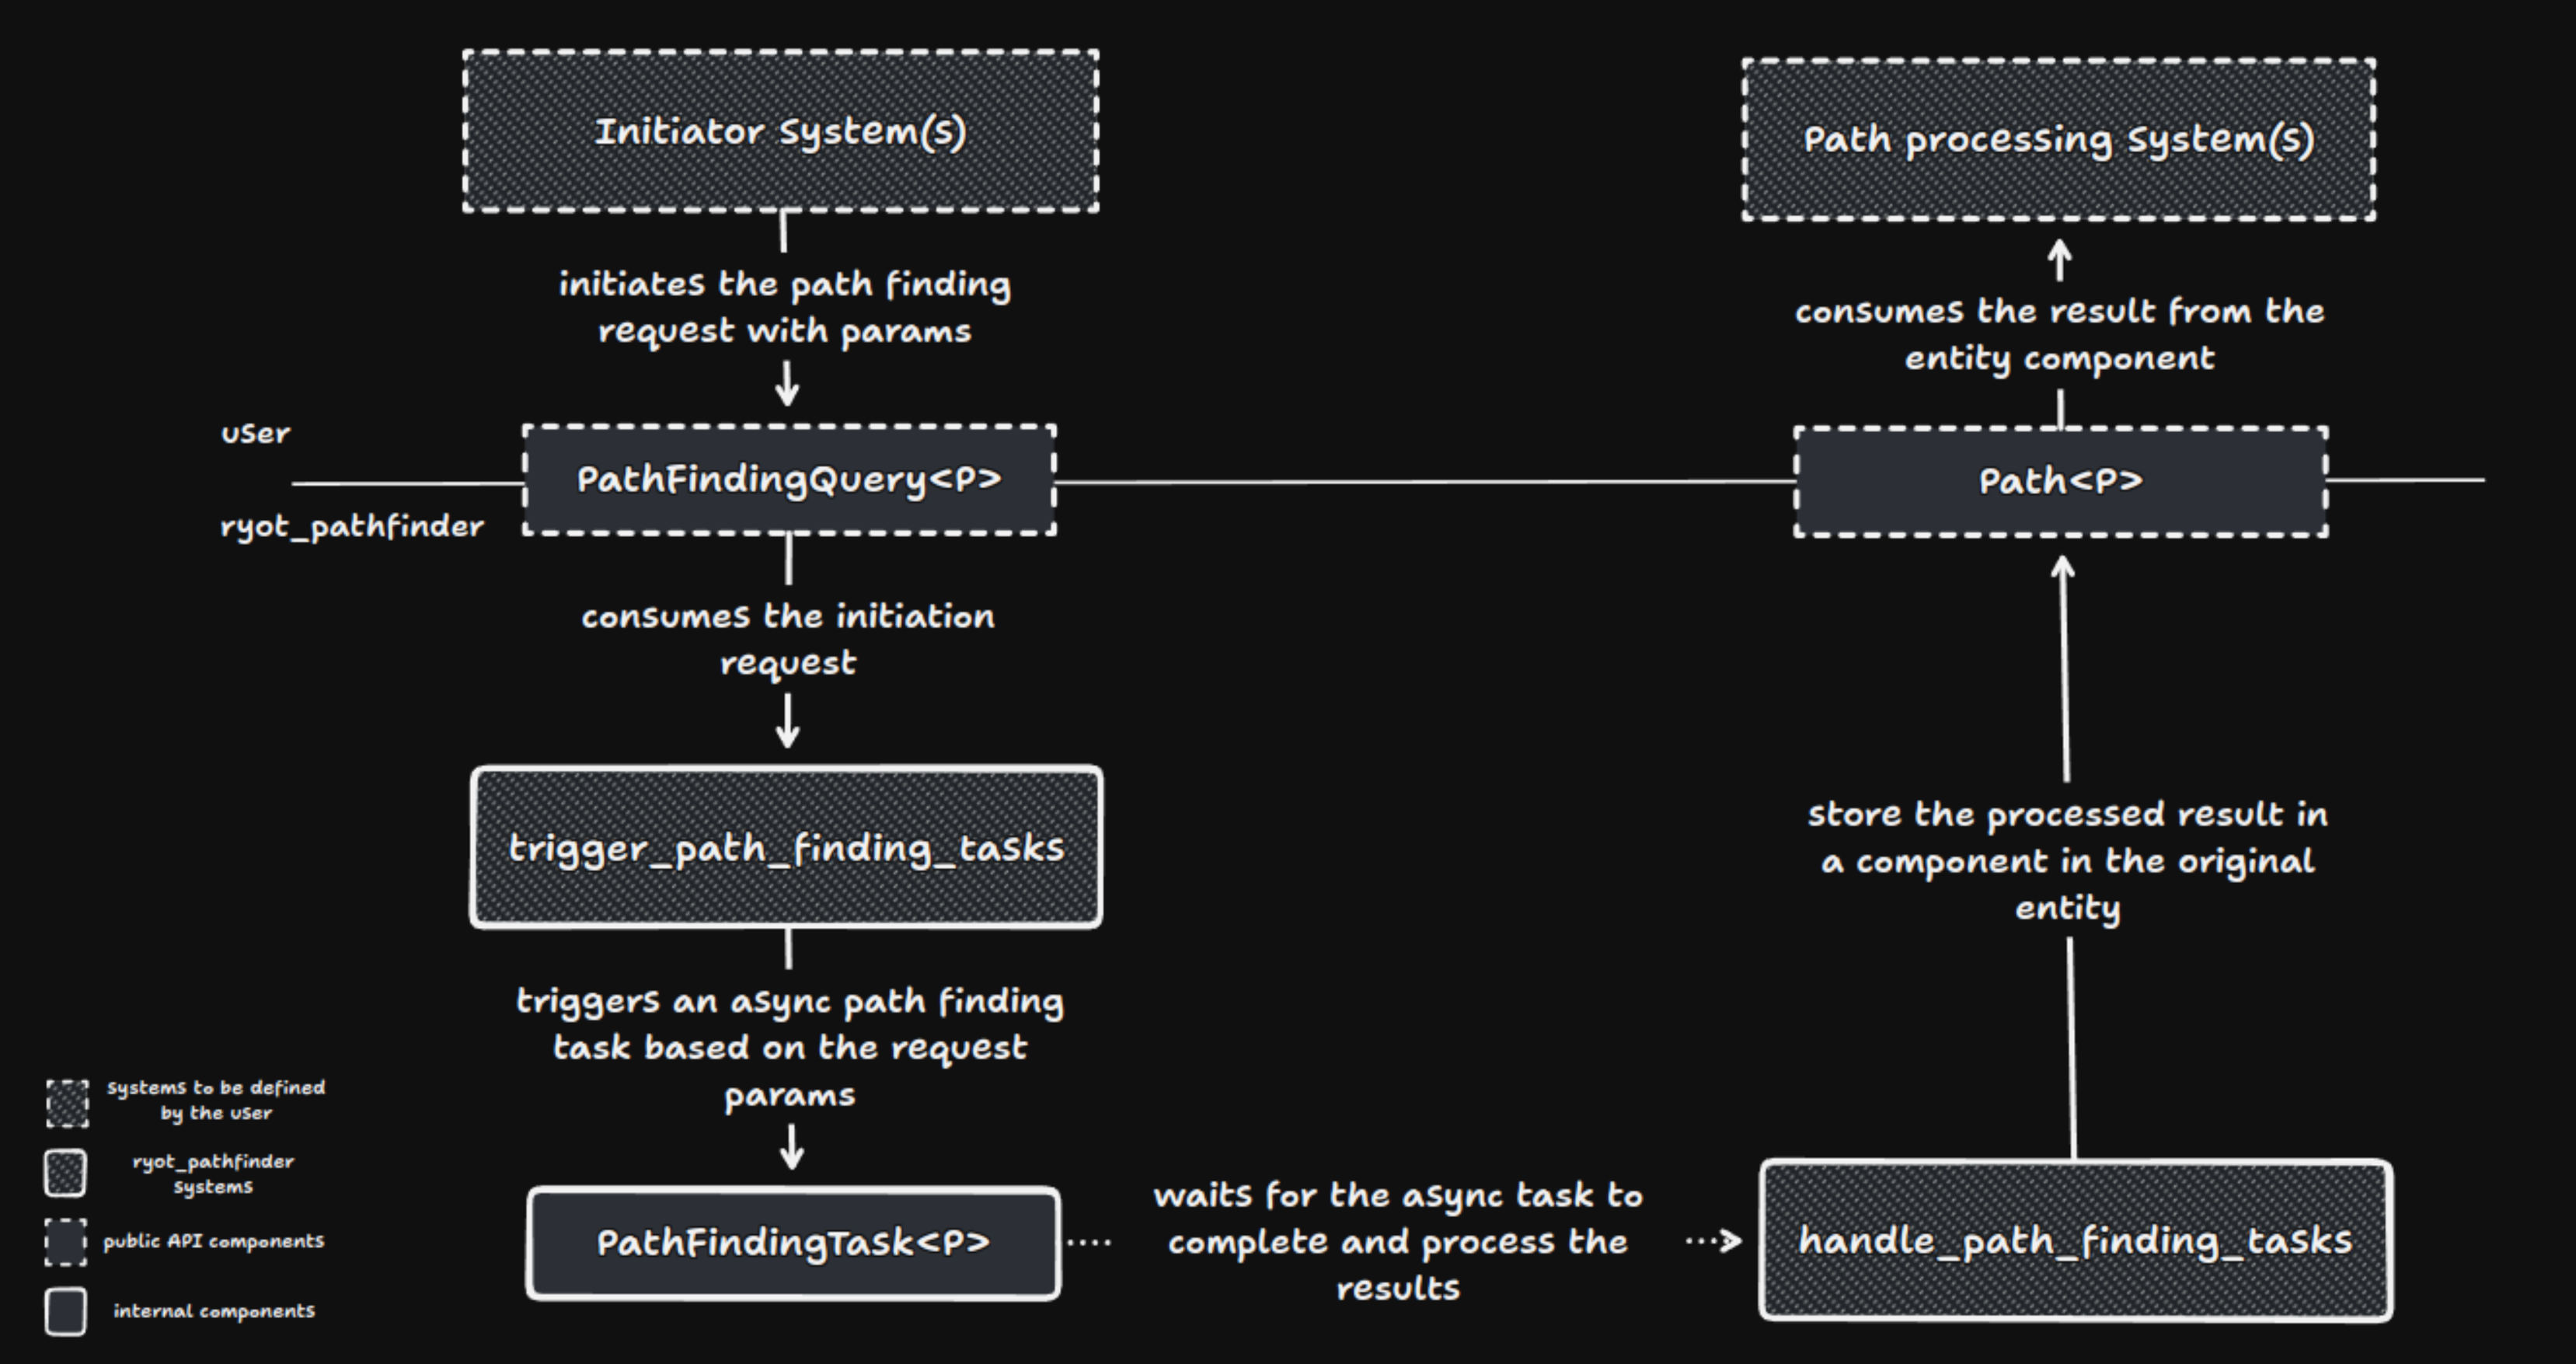 Initiator System(s)
initiates the path finding
request with params
user
ryot_pathfinder
PathFindingQuery<P>
consumes the initiation
request
trigger_path_finding_tasks
triggers an async path finding
task based on the request
params
PathFindingTask<P>
waits for the async task to
complete and process the
results
handle_path_finding_tasks
store the processed result in
a component in the original
entity
Path<P>
consumes the result from the
entity component
Path processing System(s)
systems to be defined
by the user
ryot_pathfinder
systems
public API components
internal components